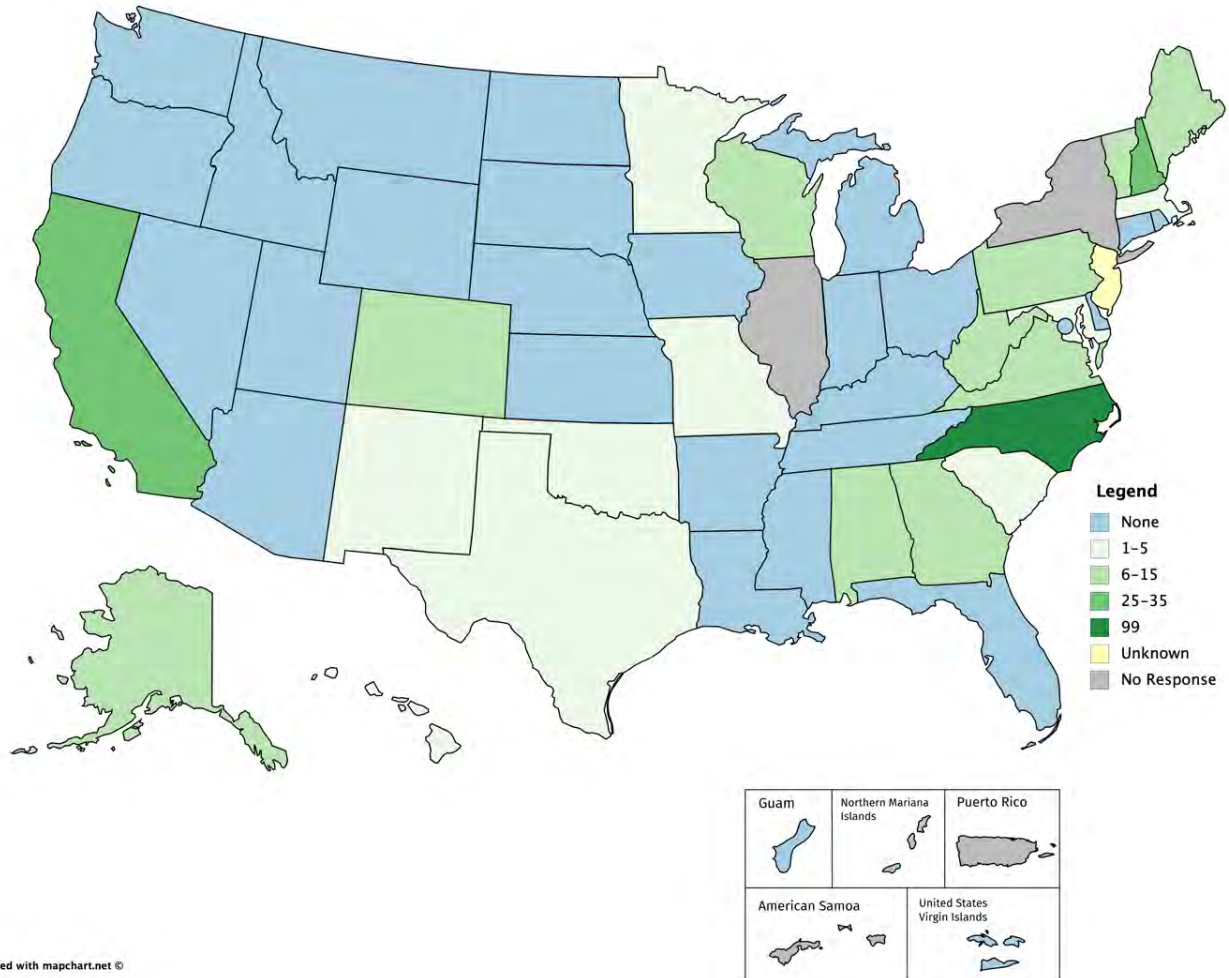 Legend
None
1-5
6-15
25-35
99
Unknown
No Response
Guam
Northern Mariana
Islands
Puerto Rico
American Samoa
United States
Virgin Islands
ed with mapchart.net ©